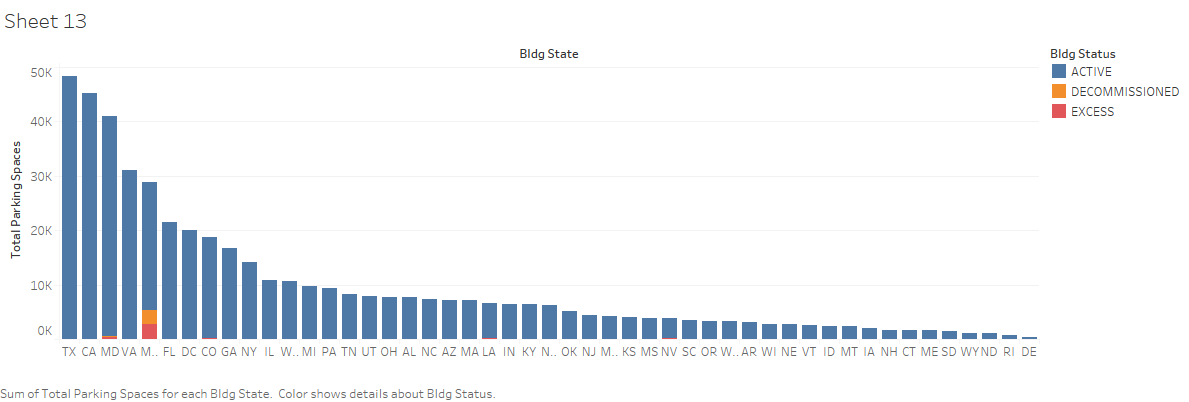 Sheet 13
Bldg State
Bldg Status
ACTIVE
DECOMMISSIONED
EXCESS
Total Parking Spaces
50K
40K
30K
20K
10K
0K
TX CA MD VA M.. FL DC CO GA NY IL W.. MI PA TN UT OH AL NC AZ MA LA IN KY N.. OK NJ M.. KS MS NV SC OR W.. AR WI NE VT ID MT IA NH CT ME SD WY ND RI DE
Sum of Total Parking Spaces for each Bldg State. Color shows details about Bldg Status.